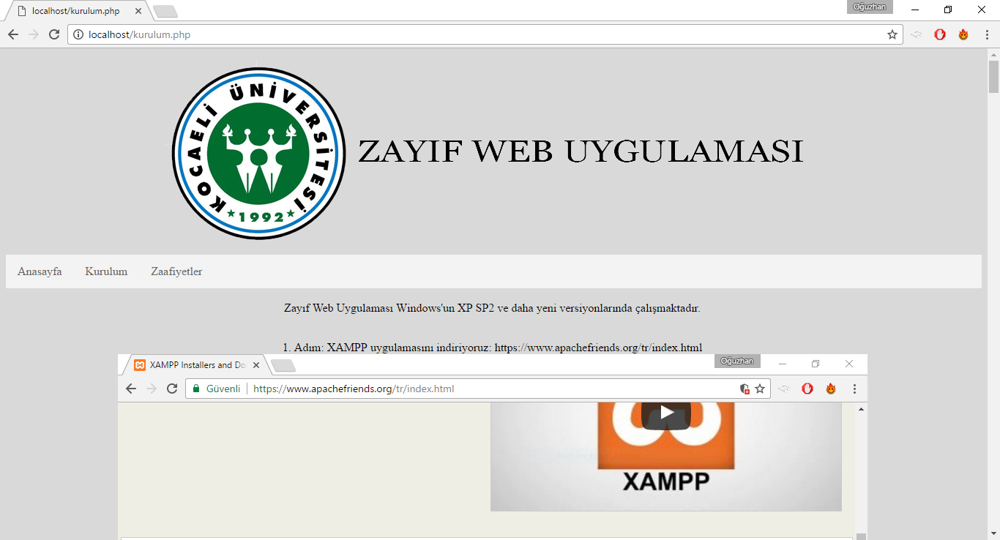 localhost/kurulum.php
Oğuzhan
localhost/kurulum.php
KOCAELİ ÜNİVERSİTESİ
1992
ZAYIF WEB UYGULAMASI
Anasayfa Kurulum Zaafiyetler
Zayıf Web Uygulaması Windows'un XP SP2 ve daha yeni versiyonlarında çalışmaktadır.
1. Adım: XAMPP uygulamasını indiriyoruz: https://www.apachefriends.org/tr/index.html
XAMPP Installers and Do
Oğuzhan
Güvenli https://www.apachefriends.org/tr/index.html
XAMPP